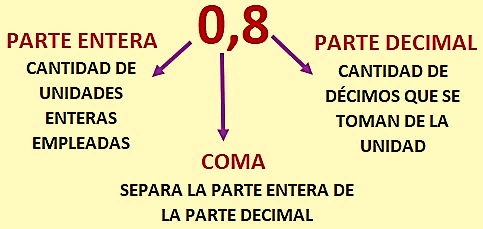 0,8
PARTE ENTERA
CANTIDAD DE
UNIDADES
ENTERAS
EMPLEADAS
COMA
SEPARA LA PARTE ENTERA DE
LA PARTE DECIMAL
PARTE DECIMAL
CANTIDAD DE
DÉCIMOS QUE SE
TOMAN DE LA
UNIDAD